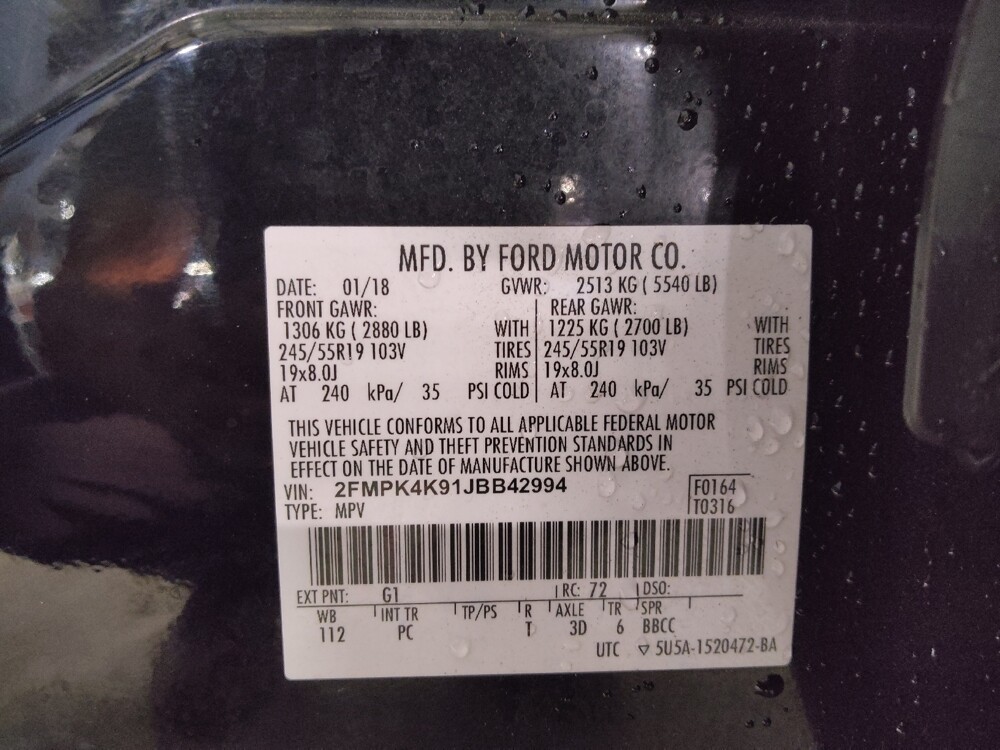 MFD. BY FORD MOTOR CO.
DATE: 01/18 GVWR: 2513 KG ( 5540 LB)
FRONT GAWR: REAR GAWR:
1306 KG ( 2880 LB) WITH 1225 KG ( 2700 LB) WITH
245/55R19 103V TIRES 245/55R19 103V TIRES
19x8.0J RIMS 19x8.0J RIMS
AT 240 kPa/ 35 PSI COLD AT 240 kPa/ 35 PSI COLD
THIS VEHICLE CONFORMS TO ALL APPLICABLE FEDERAL MOTOR
VEHICLE SAFETY AND THEFT PREVENTION STANDARDS IN
EFFECT ON THE DATE OF MANUFACTURE SHOWN ABOVE.
VIN: 2FMPK4K91JBB42994 F0164
TYPE: MPV T0316
EXT PNT: G1 RC: 72 DSO:
WB INT TR TP/PS R AXLE TR SPR
112 PC T 3D 6 BBCC
UTC ▽ 5U5A-1520472-BA